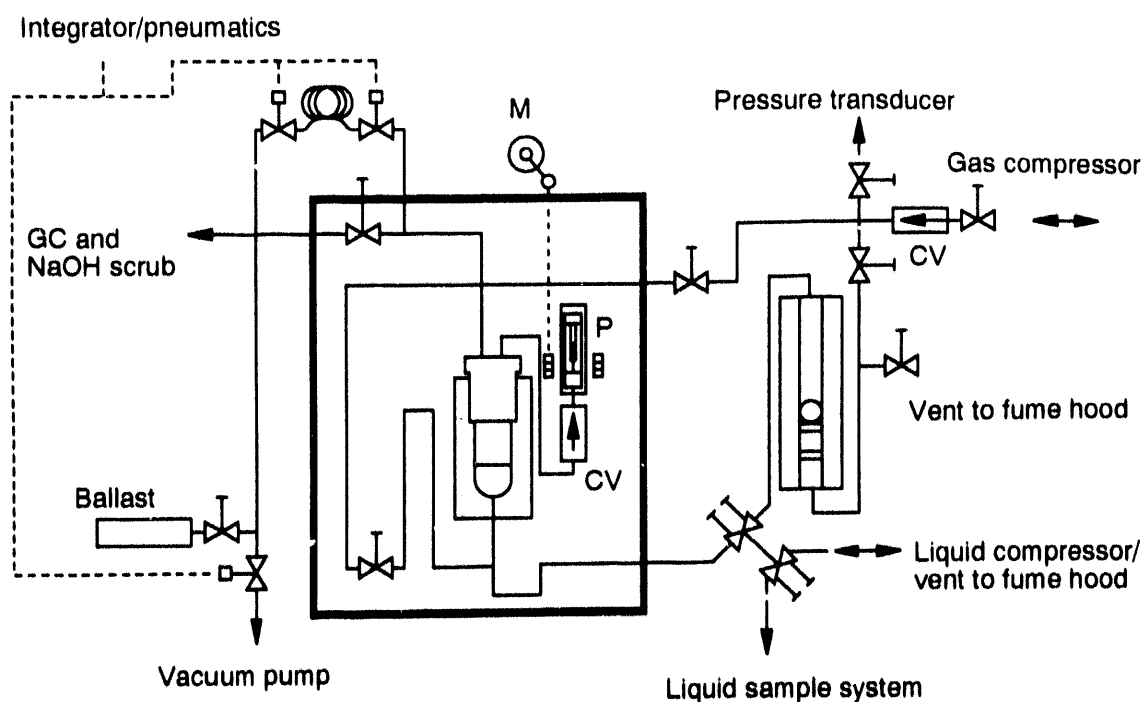 Integrator/pneumatics
Pressure transducer
M
Gas compressor
GC and
NaOH scrub
CV
P
Vent to fume hood
CV
Ballast
Liquid compressor/
vent to fume hood
Vacuum pump
Liquid sample system